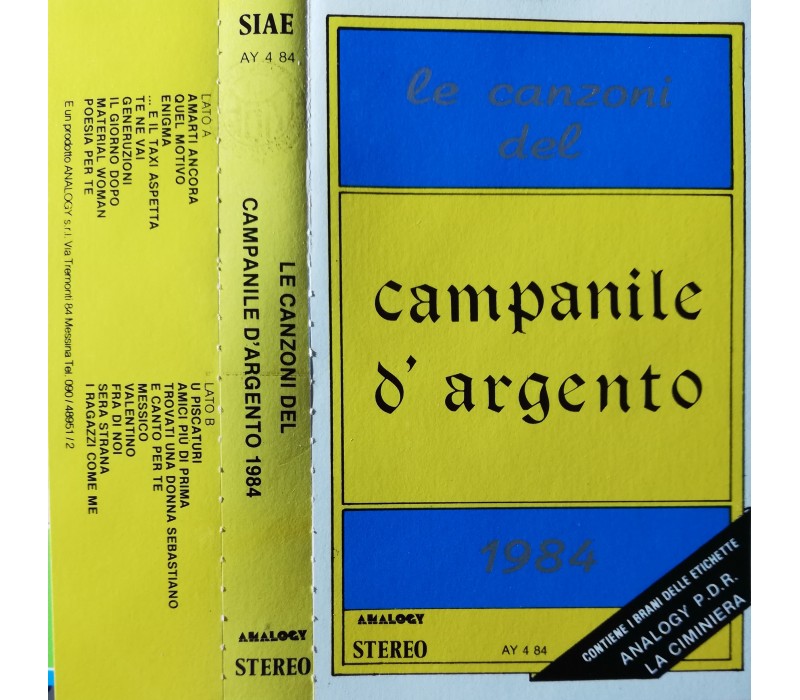 LATO A
AMARTI ANCORA
QUEL MOTIVO
ENIGMA
... E IL TAXI ASPETTA
TE NE VAI
GENERUZIONI
IL GIORNO DOPO
MATERIAL WOMAN
POESIA PER TE
LATO B
U PISCATURI
AMICI PIÙ DI PRIMA
TROVATI UNA DONNA SEBASTIANO
E CANTO PER TE
MESSICO
VALENTINO
FRA DI NOI
SERA STRANA
I RAGAZZI COME ME
E un prodotto ANALOGY s.r.l. Via Tremonti 84 Messina Tel. 090/48951/2
SIAE
AY 4 84
LE CANZONI DEL
CAMPANILE D'ARGENTO 1984
ANALOGY
STEREO
le canzoni
del
campanile
d'argento
1984
ANALOGY
STEREO
AY 4 84
CONTIENE I BRANI DELLE ETICHETTE
ANALOGY P.D.R.
LA CIMINIERA